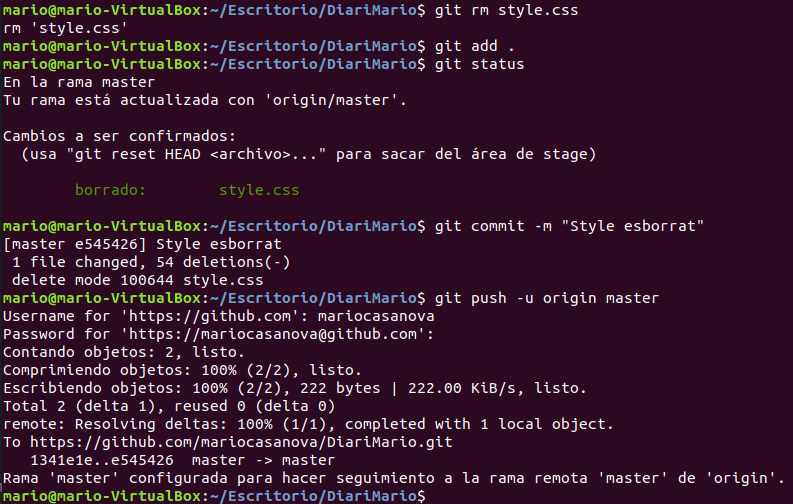 mario@mario-VirtualBox:~/Escritorio/DiariMario$ git rm style.css
rm 'style.css'
mario@mario-VirtualBox:~/Escritorio/DiariMario$ git add .
mario@mario-VirtualBox:~/Escritorio/DiariMario$ git status
En la rama master
Tu rama está actualizada con 'origin/master'.

Cambios a ser confirmados:
  (usa "git reset HEAD <archivo>..." para sacar del área de stage)

        borrado:        style.css

mario@mario-VirtualBox:~/Escritorio/DiariMario$ git commit -m "Style esborrat"
[master e545426] Style esborrat
 1 file changed, 54 deletions(-)
 delete mode 100644 style.css
mario@mario-VirtualBox:~/Escritorio/DiariMario$ git push -u origin master
Username for 'https://github.com': mariocasanova
Password for 'https://mariocasanova@github.com':
Contando objetos: 2, listo.
Comprimiendo objetos: 100% (2/2), listo.
Escribiendo objetos: 100% (2/2), 222 bytes | 222.00 KiB/s, listo.
Total 2 (delta 1), reused 0 (delta 0)
remote: Resolving deltas: 100% (1/1), completed with 1 local object.
To https://github.com/mariocasanova/DiariMario.git
   1341e1e..e545426  master -> master
Rama 'master' configurada para hacer seguimiento a la rama remota 'master' de 'origin'.
mario@mario-VirtualBox:~/Escritorio/DiariMario$